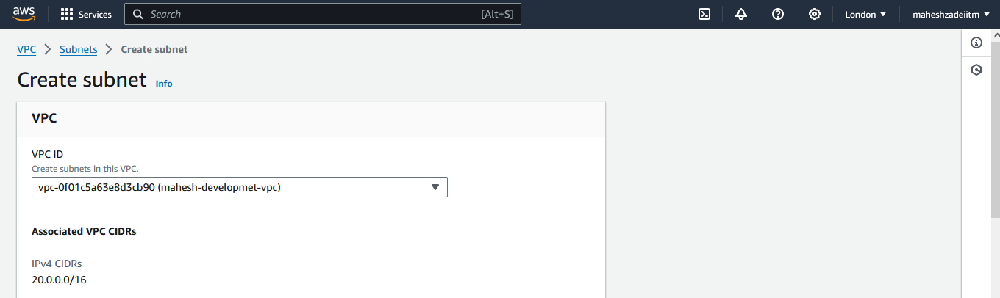 aws Services Search [Alt+S] London maheshzadeiitm
VPC Subnets Create subnet
Create subnet Info
VPC
VPC ID
Create subnets in this VPC.
vpc-0f01c5a63e8d3cb90 (mahesh-developmet-vpc)
Associated VPC CIDRs
IPv4 CIDRs
20.0.0.0/16